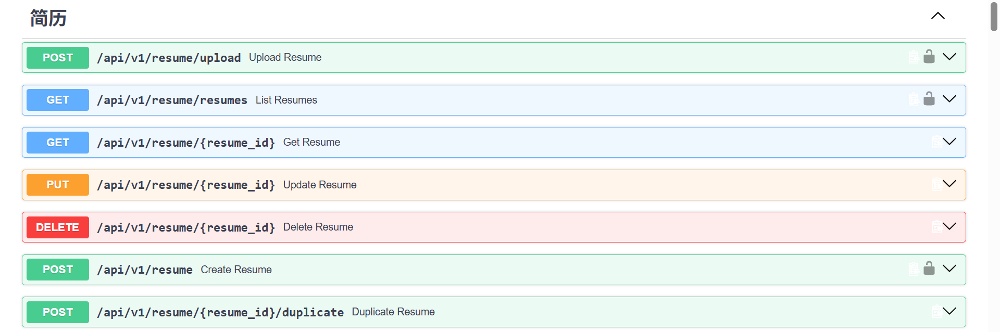 简历
POST /api/v1/resume/upload Upload Resume
GET /api/v1/resume/resumes List Resumes
GET /api/v1/resume/{resume_id} Get Resume
PUT /api/v1/resume/{resume_id} Update Resume
DELETE /api/v1/resume/{resume_id} Delete Resume
POST /api/v1/resume Create Resume
POST /api/v1/resume/{resume_id}/duplicate Duplicate Resume